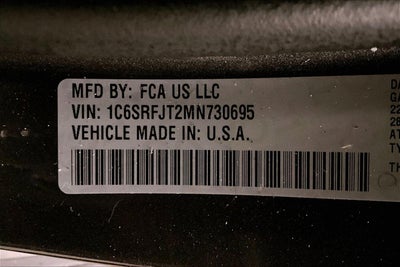 MFD BY: FCA US LLC
VIN: 1C6SRFJT2MN730695
VEHICLE MADE IN: U.S.A.